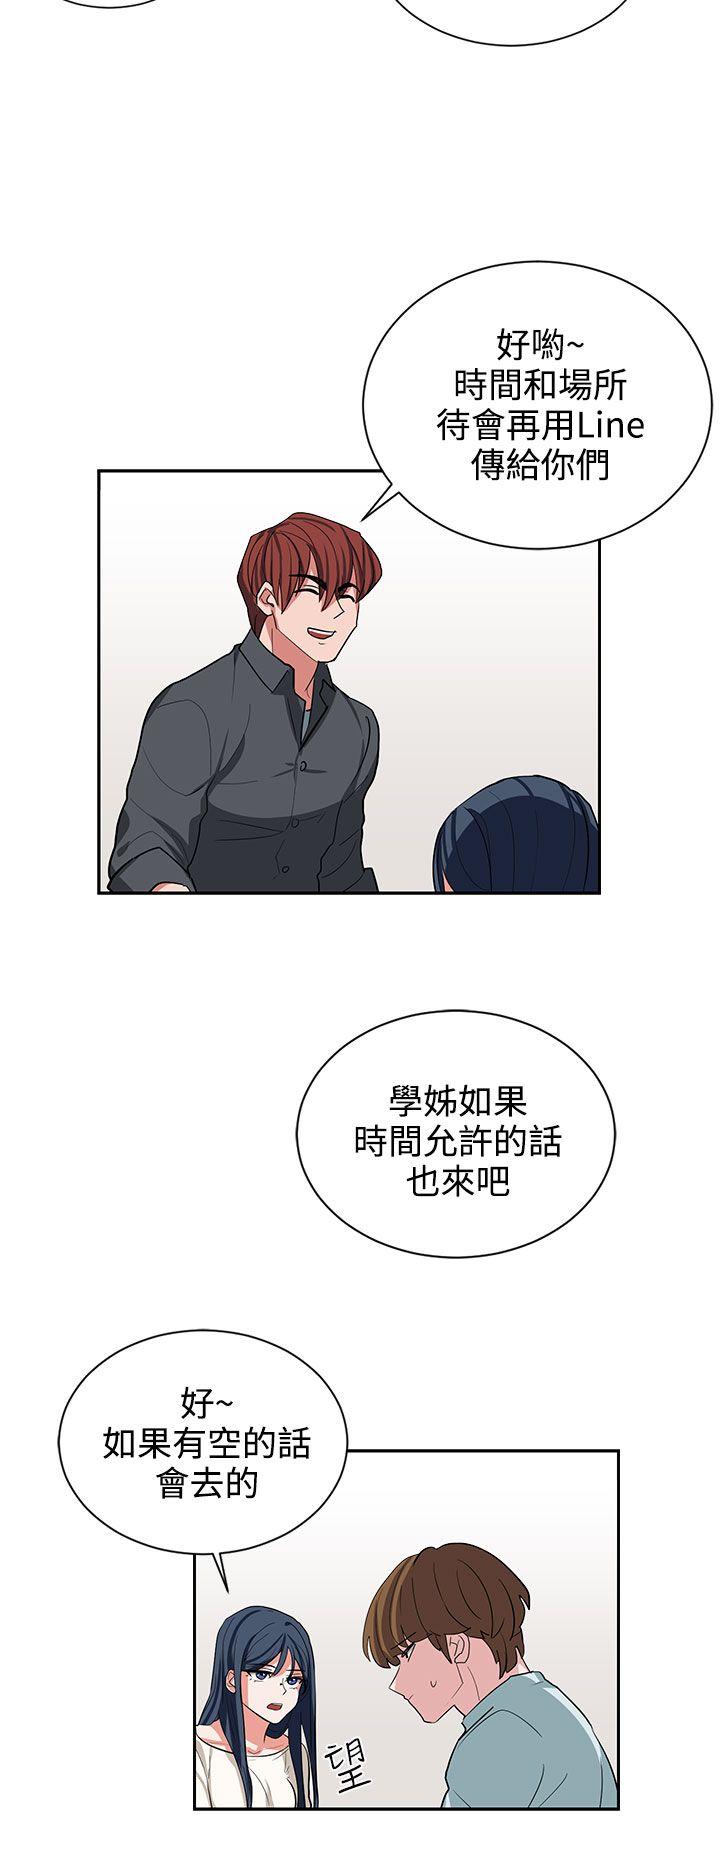 好喲~
時間和場所
待會再用Line
傳給你們
學姊如果
時間允許的話
也來吧
好~
如果有空的話
會去的
望